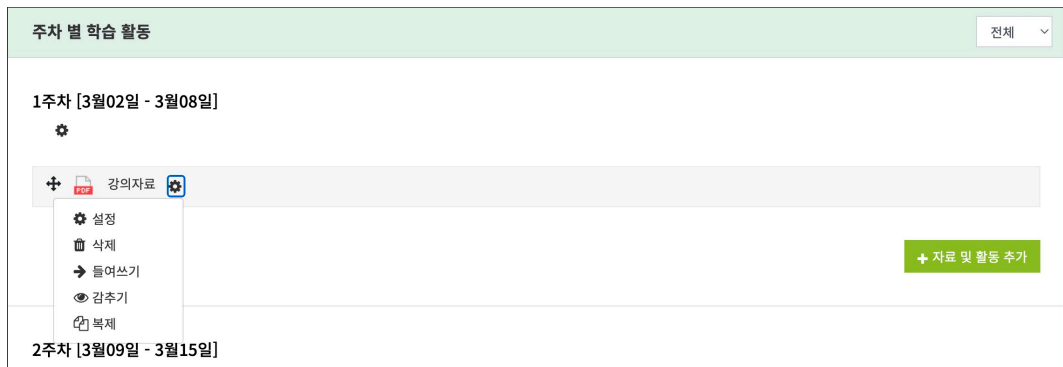 주차 별 학습 활동
전체
1주차 [3월02일 - 3월08일]
PDF 강의자료
설정
삭제
들여쓰기
감추기
복제
+ 자료 및 활동 추가
2주차 [3월09일 - 3월15일]